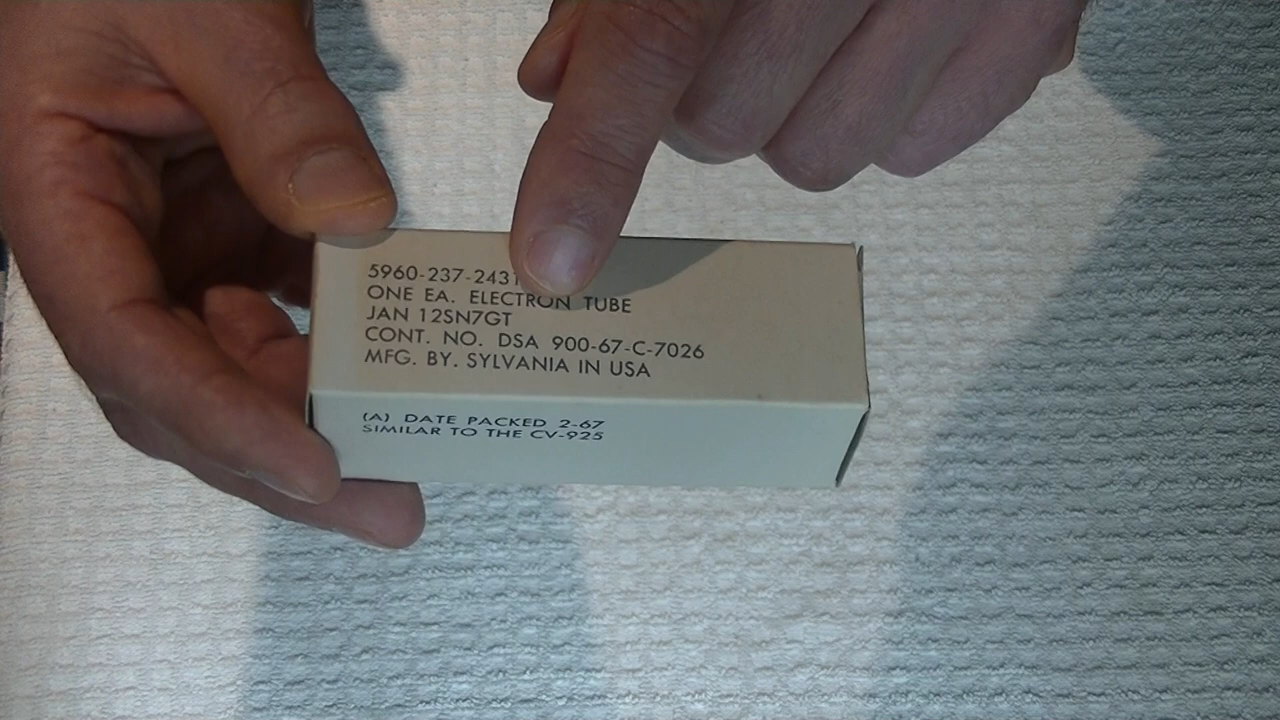 5960-237-2431
ONE EA. ELECTRON TUBE
JAN 12SN7GT
CONT. NO. DSA 900-67-C-7026
MFG. BY. SYLVANIA IN USA
(A) DATE PACKED 2-67
SIMILAR TO THE CV-925